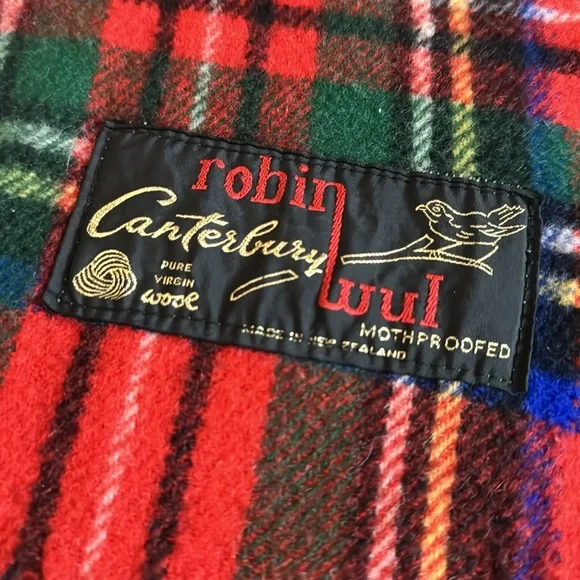 robin
Canterbury
wul
PURE
VIRGIN
wool
MOTHPROOFED
MADE IN NEW ZEALAND